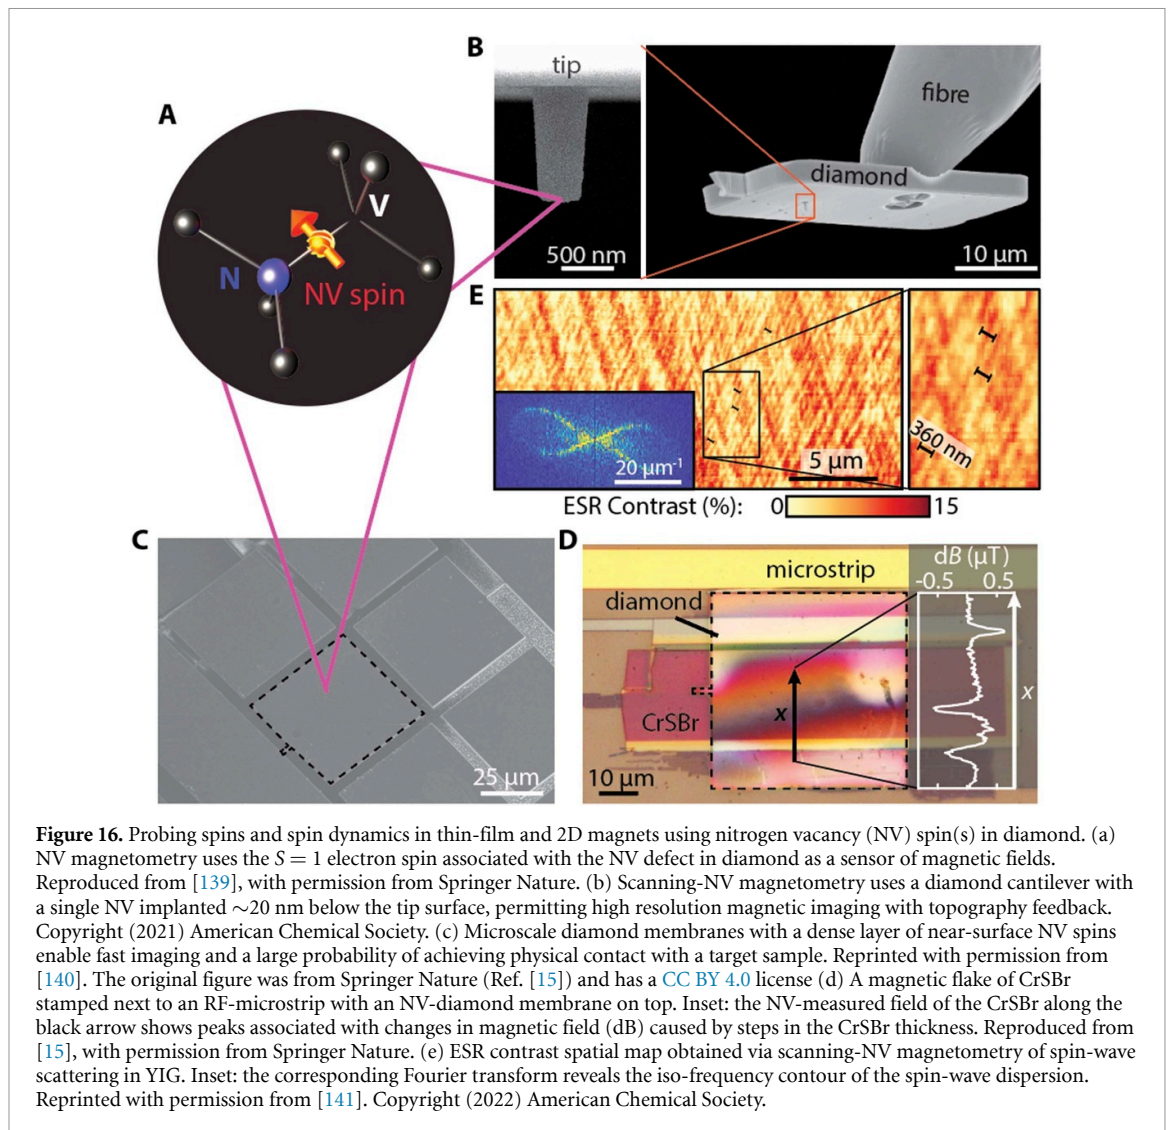 A
V
N
NV spin
B
tip
500 nm
fibre
diamond
10 µm
E
20 µm⁻¹
5 µm
360 nm
ESR Contrast (%): 0 15
C
25 µm
D
microstrip
diamond
CrSBr
x
10 µm
dB (µT)
-0.5 0.5
x
Figure 16. Probing spins and spin dynamics in thin-film and 2D magnets using nitrogen vacancy (NV) spin(s) in diamond. (a)
NV magnetometry uses the S = 1 electron spin associated with the NV defect in diamond as a sensor of magnetic fields.
Reproduced from [139], with permission from Springer Nature. (b) Scanning-NV magnetometry uses a diamond cantilever with
a single NV implanted ∼20 nm below the tip surface, permitting high resolution magnetic imaging with topography feedback.
Copyright (2021) American Chemical Society. (c) Microscale diamond membranes with a dense layer of near-surface NV spins
enable fast imaging and a large probability of achieving physical contact with a target sample. Reprinted with permission from
[140]. The original figure was from Springer Nature (Ref. [15]) and has a CC BY 4.0 license (d) A magnetic flake of CrSBr
stamped next to an RF-microstrip with an NV-diamond membrane on top. Inset: the NV-measured field of the CrSBr along the
black arrow shows peaks associated with changes in magnetic field (dB) caused by steps in the CrSBr thickness. Reproduced from
[15], with permission from Springer Nature. (e) ESR contrast spatial map obtained via scanning-NV magnetometry of spin-wave
scattering in YIG. Inset: the corresponding Fourier transform reveals the iso-frequency contour of the spin-wave dispersion.
Reprinted with permission from [141]. Copyright (2022) American Chemical Society.